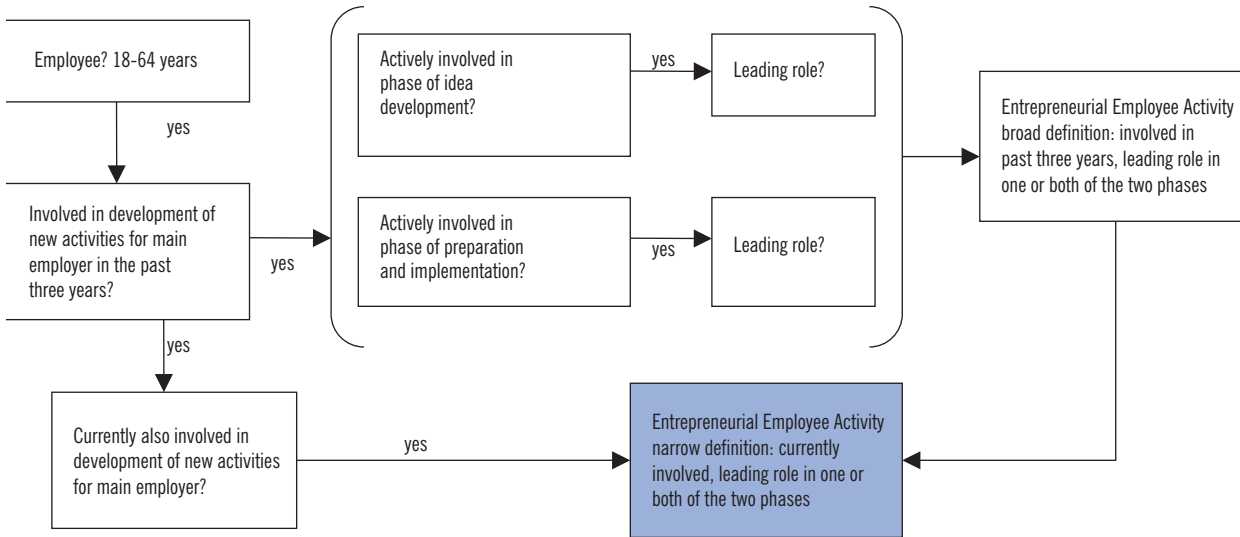 Employee? 18-64 years
yes
Involved in development of
new activities for main
employer in the past
three years?
yes
yes
Currently also involved in
development of new activities
for main employer?
yes
Actively involved in
phase of idea
development?
yes
Leading role?
Actively involved in
phase of preparation
and implementation?
yes
Leading role?
Entrepreneurial Employee Activity
broad definition: involved in
past three years, leading role in
one or both of the two phases
Entrepreneurial Employee Activity
narrow definition: currently
involved, leading role in one or
both of the two phases